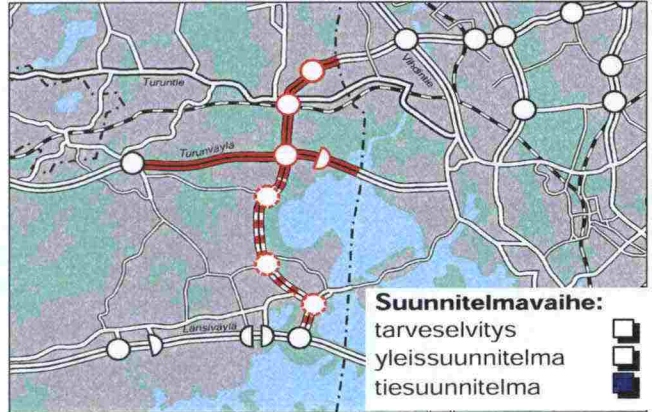 Turuntie
Vihdintie
Turunväylä
Länsiväylä
Suunnitelmavaihe:
tarveselvitys
yleissuunnitelma
tiesuunnitelma